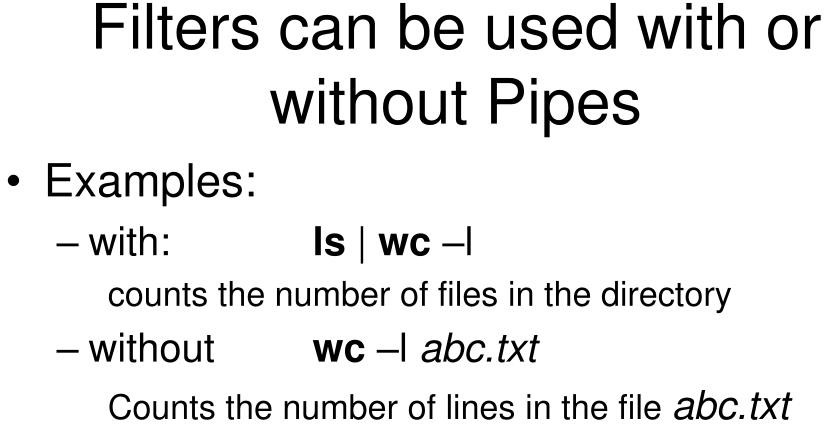 Filters can be used with or
without Pipes
• Examples:
– with: ls | wc –l
counts the number of files in the directory
– without wc –l abc.txt
Counts the number of lines in the file abc.txt